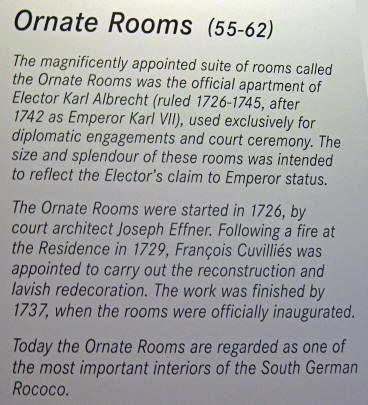 Ornate Rooms (55-62)
The magnificently appointed suite of rooms called
the Ornate Rooms was the official apartment of
Elector Karl Albrecht (ruled 1726-1745, after
1742 as Emperor Karl VII), used exclusively for
diplomatic engagements and court ceremony. The
size and splendour of these rooms was intended
to reflect the Elector's claim to Emperor status.
The Ornate Rooms were started in 1726, by
court architect Joseph Effner. Following a fire at
the Residence in 1729, François Cuvilliés was
appointed to carry out the reconstruction and
lavish redecoration. The work was finished by
1737, when the rooms were officially inaugurated.
Today the Ornate Rooms are regarded as one of
the most important interiors of the South German
Rococo.